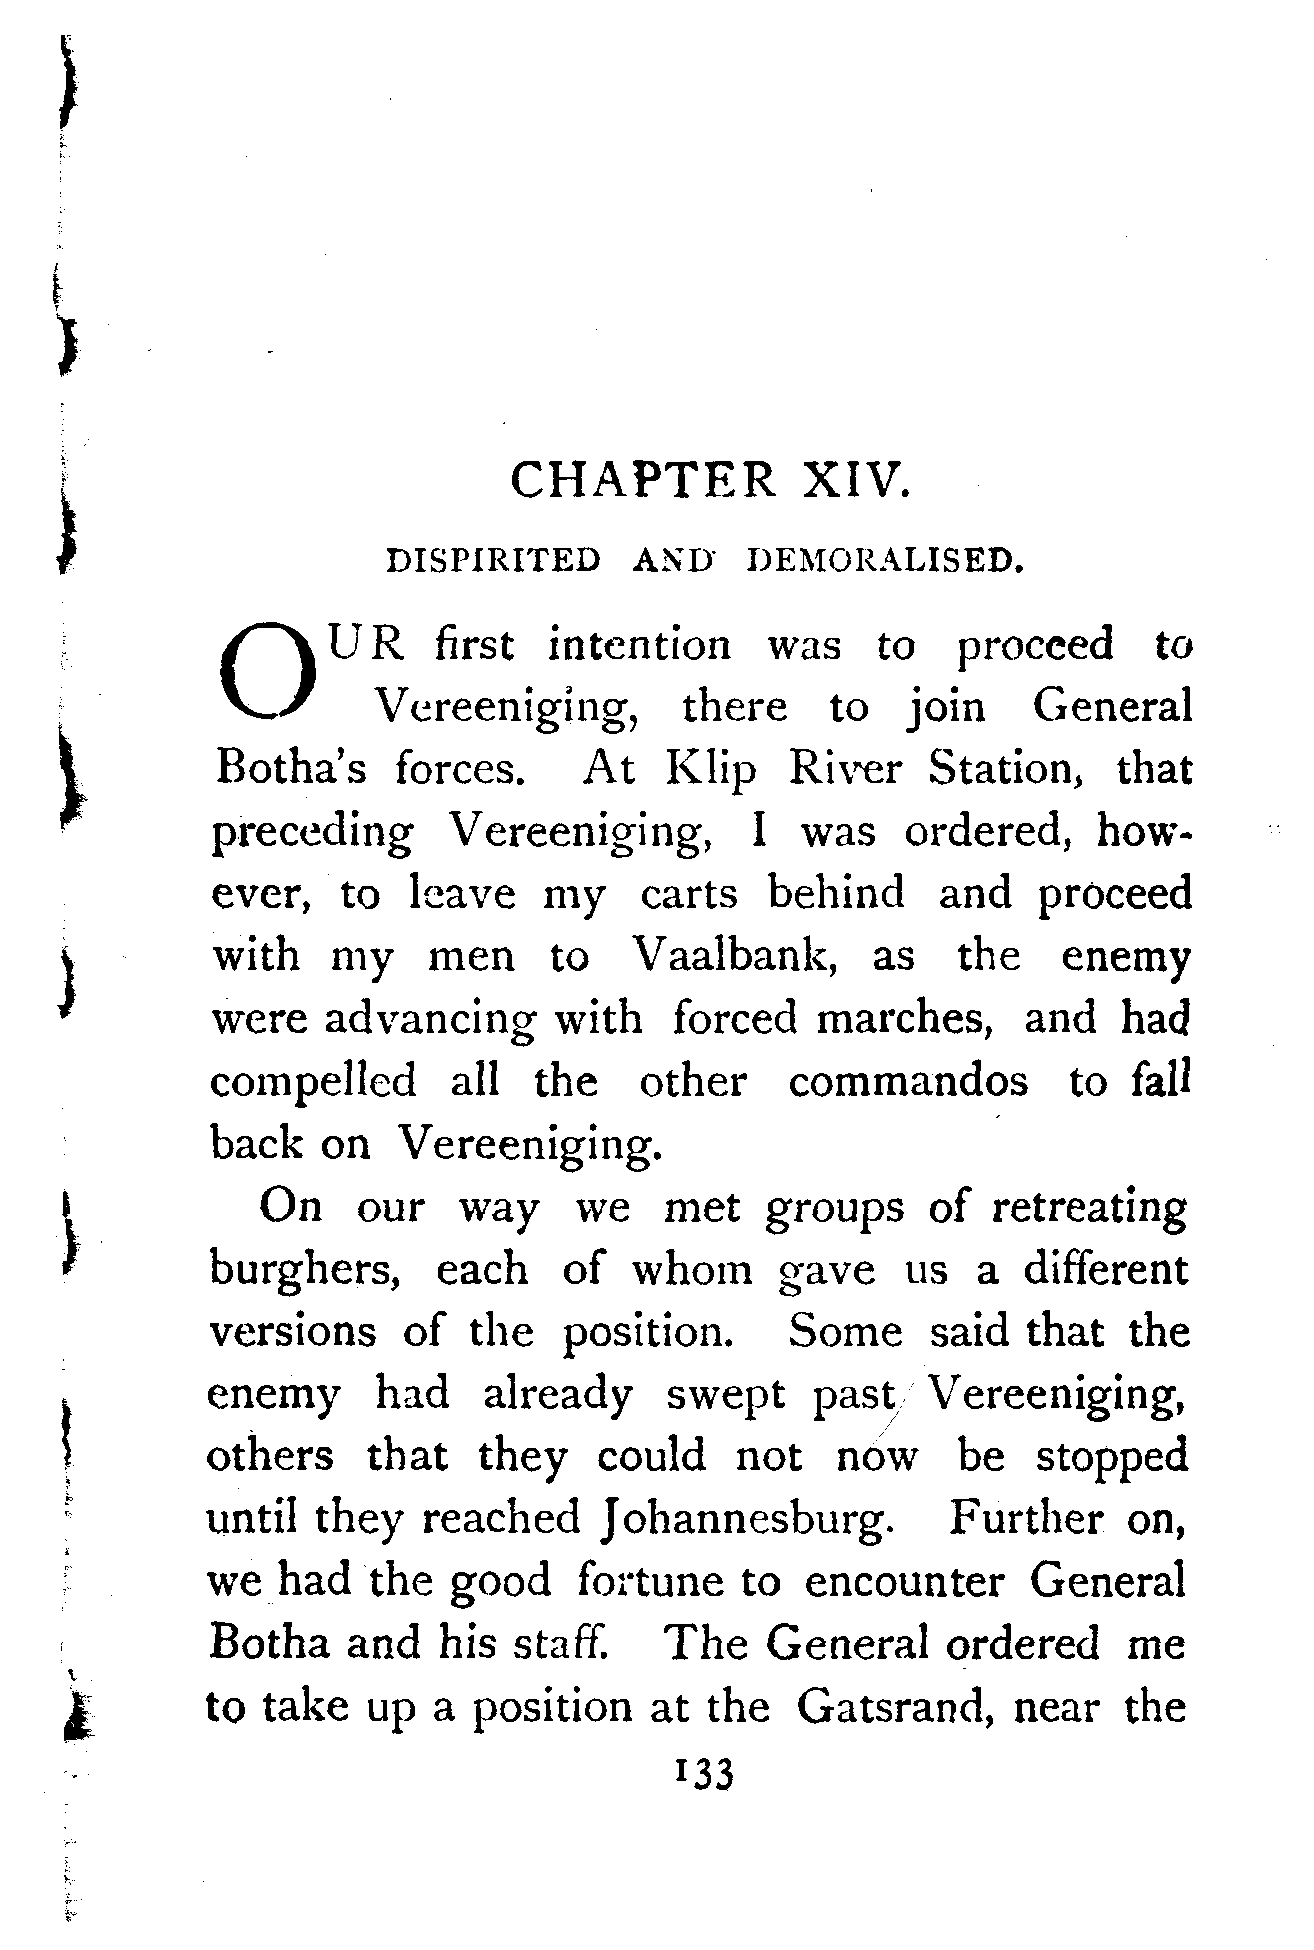 CHAPTER XIV.
DISPIRITED AND DEMORALISED.
OUR first intention was to proceed to
Vereeniging, there to join General
Botha's forces. At Klip River Station, that
preceding Vereeniging, I was ordered, how-
ever, to leave my carts behind and proceed
with my men to Vaalbank, as the enemy
were advancing with forced marches, and had
compelled all the other commandos to fall
back on Vereeniging.
On our way we met groups of retreating
burghers, each of whom gave us a different
versions of the position. Some said that the
enemy had already swept past Vereeniging,
others that they could not now be stopped
until they reached Johannesburg. Further on,
we had the good fortune to encounter General
Botha and his staff. The General ordered me
to take up a position at the Gatsrand, near the
133